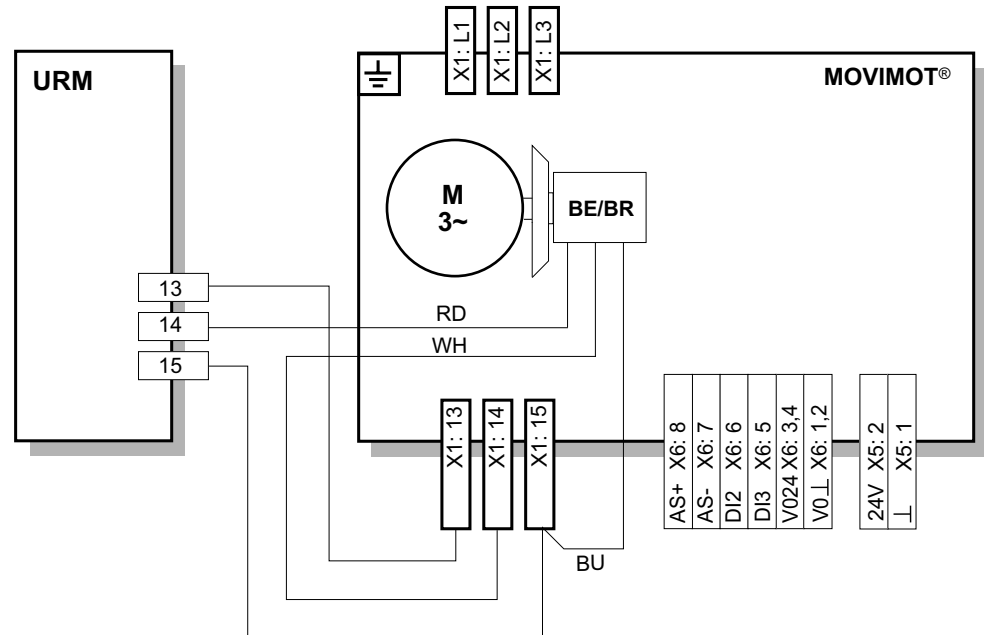 URM
13
14
15
X1: L1
X1: L2
X1: L3
MOVIMOT®
M
3~
BE/BR
RD
WH
X1: 13
X1: 14
X1: 15
BU
AS+ X6: 8
AS- X6: 7
DI2 X6: 6
DI3 X6: 5
V024 X6: 3,4
V0⊥ X6: 1,2
24V X5: 2
⊥ X5: 1